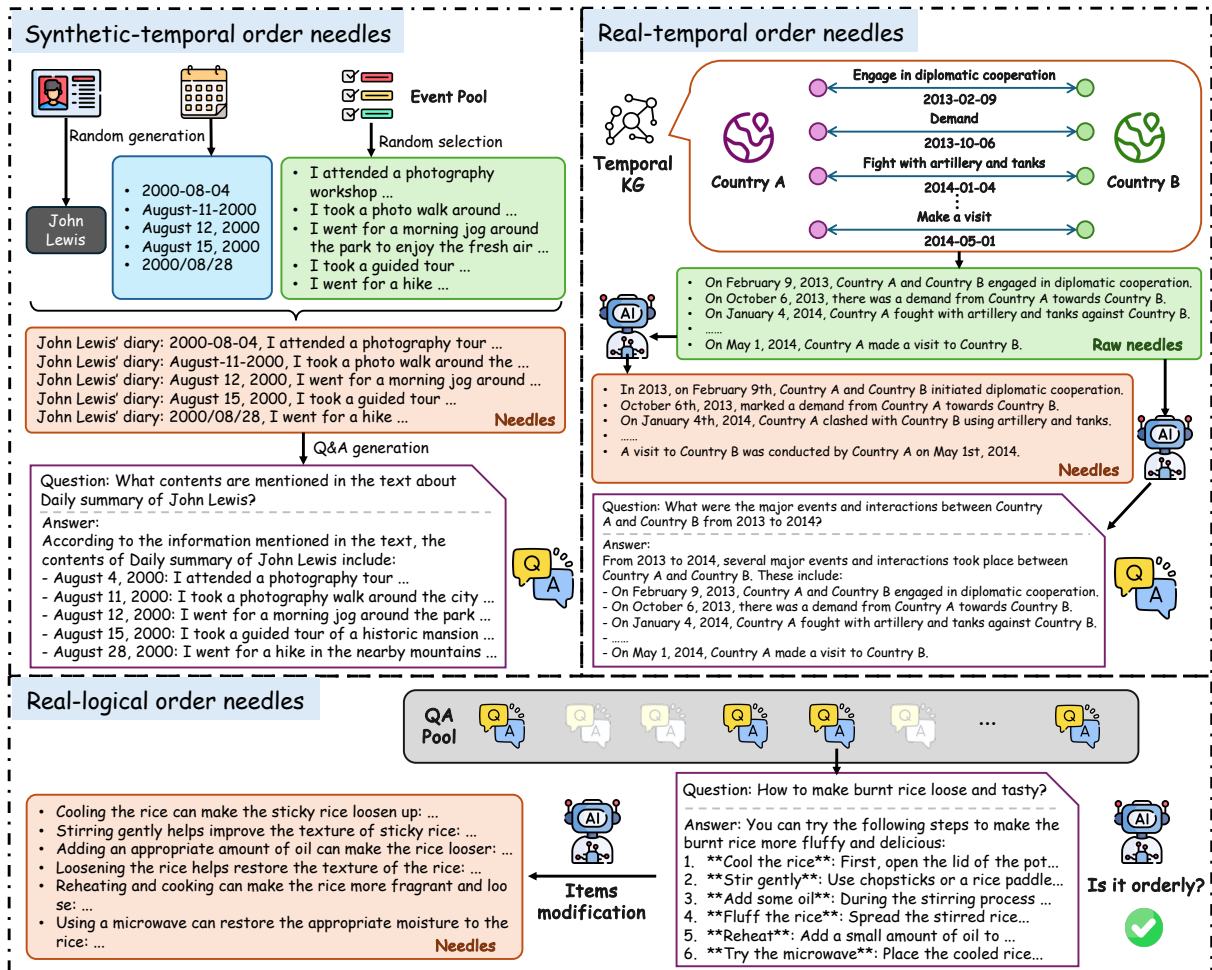 Synthetic-temporal order needles
Event Pool
Random generation
Random selection
John
Lewis
• 2000-08-04
• August-11-2000
• August 12, 2000
• August 15, 2000
• 2000/08/28
• I attended a photography
workshop ...
• I took a photo walk around ...
• I went for a morning jog around
the park to enjoy the fresh air ...
• I took a guided tour ...
• I went for a hike ...
John Lewis' diary: 2000-08-04, I attended a photography tour ...
John Lewis' diary: August-11-2000, I took a photo walk around the ...
John Lewis' diary: August 12, 2000, I went for a morning jog around ...
John Lewis' diary: August 15, 2000, I took a guided tour ...
John Lewis' diary: 2000/08/28, I went for a hike ...
Needles
Q&A generation
Question: What contents are mentioned in the text about
Daily summary of John Lewis?
Answer:
According to the information mentioned in the text, the
contents of Daily summary of John Lewis include:
- August 4, 2000: I attended a photography tour ...
- August 11, 2000: I took a photography walk around the city ...
- August 12, 2000: I went for a morning jog around the park ...
- August 15, 2000: I took a guided tour of a historic mansion ...
- August 28, 2000: I went for a hike in the nearby mountains ...
Q
A
Real-temporal order needles
Temporal
KG
Country A
Engage in diplomatic cooperation
2013-02-09
Demand
2013-10-06
Fight with artillery and tanks
2014-01-04
Make a visit
2014-05-01
Country B
• On February 9, 2013, Country A and Country B engaged in diplomatic cooperation.
• On October 6, 2013, there was a demand from Country A towards Country B.
• On January 4, 2014, Country A fought with artillery and tanks against Country B.
• ......
• On May 1, 2014, Country A made a visit to Country B.
Raw needles
AI
• In 2013, on February 9th, Country A and Country B initiated diplomatic cooperation.
• October 6th, 2013, marked a demand from Country A towards Country B.
• On January 4th, 2014, Country A clashed with Country B using artillery and tanks.
• ......
• A visit to Country B was conducted by Country A on May 1st, 2014.
Needles
AI
Question: What were the major events and interactions between Country
A and Country B from 2013 to 2014?
Answer:
From 2013 to 2014, several major events and interactions took place between
Country A and Country B. These include:
- On February 9, 2013, Country A and Country B engaged in diplomatic cooperation.
- On October 6, 2013, there was a demand from Country A towards Country B.
- On January 4, 2014, Country A fought with artillery and tanks against Country B.
- ......
- On May 1, 2014, Country A made a visit to Country B.
Q
A
Real-logical order needles
QA
Pool
Q A Q A Q A Q A Q A Q A ... Q A
Question: How to make burnt rice loose and tasty?
Answer: You can try the following steps to make the
burnt rice more fluffy and delicious:
1. **Cool the rice**: First, open the lid of the pot...
2. **Stir gently**: Use chopsticks or a rice paddle...
3. **Add some oil**: During the stirring process ...
4. **Fluff the rice**: Spread the stirred rice...
5. **Reheat**: Add a small amount of oil to ...
6. **Try the microwave**: Place the cooled rice...
AI
Is it orderly?
AI
Items
modification
• Cooling the rice can make the sticky rice loosen up: ...
• Stirring gently helps improve the texture of sticky rice: ...
• Adding an appropriate amount of oil can make the rice looser: ...
• Loosening the rice helps restore the texture of the rice: ...
• Reheating and cooking can make the rice more fragrant and loo
se: ...
• Using a microwave can restore the appropriate moisture to the
rice: ...
Needles